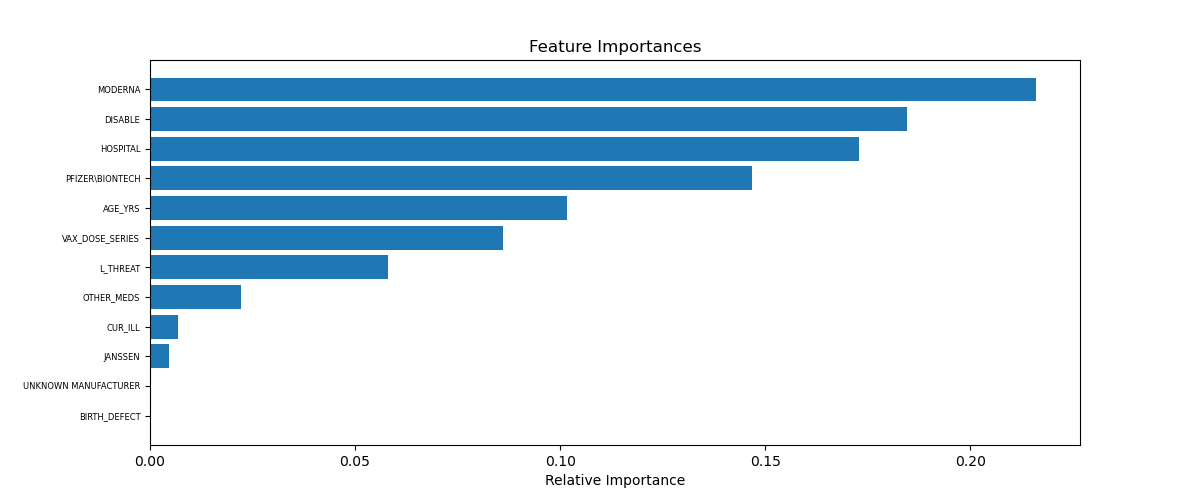 Feature Importances
MODERNA
DISABLE
HOSPITAL
PFIZER\BIONTECH
AGE_YRS
VAX_DOSE_SERIES
L_THREAT
OTHER_MEDS
CUR_ILL
JANSSEN
UNKNOWN MANUFACTURER
BIRTH_DEFECT
0.00 0.05 0.10 0.15 0.20
Relative Importance